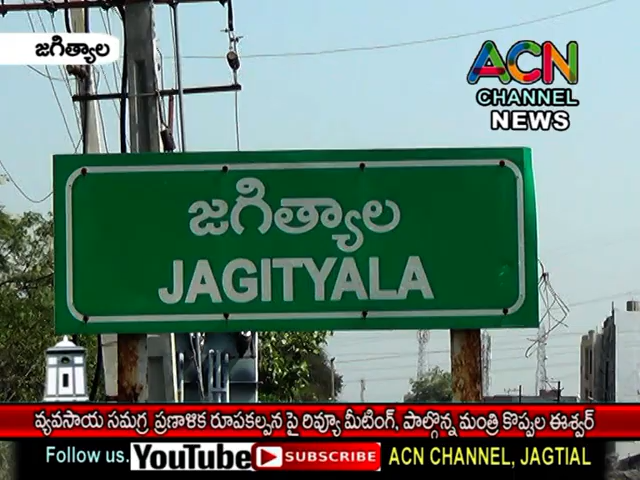 జగిత్యాల
ACN
CHANNEL
NEWS
జగిత్యాల
JAGITYALA
వ్యవసాయ సమగ్ర ప్రణాళిక రూపకల్పన పై రివ్యూ మీటింగ్, పాల్గొన్న మంత్రి కొప్పుల ఈశ్వర్
Follow us. YouTube SUBSCRIBE ACN CHANNEL, JAGTIAL